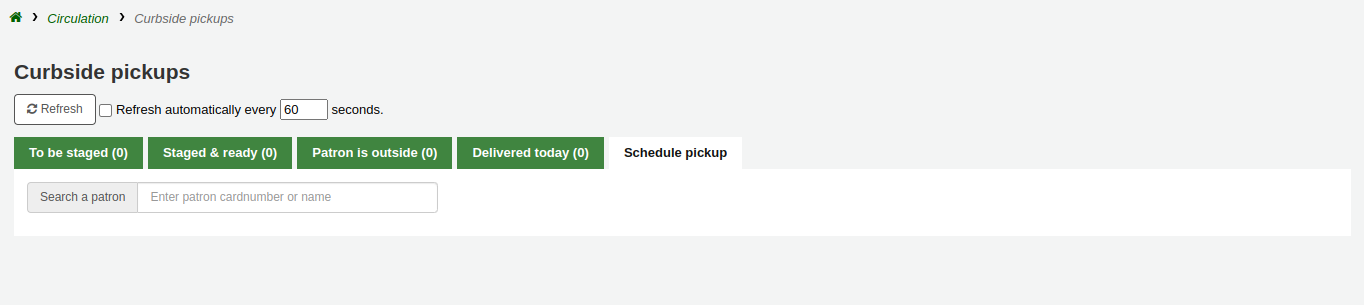 Circulation › Curbside pickups
Curbside pickups
Refresh Refresh automatically every 60 seconds.
To be staged (0) Staged & ready (0) Patron is outside (0) Delivered today (0) Schedule pickup
Search a patron Enter patron cardnumber or name